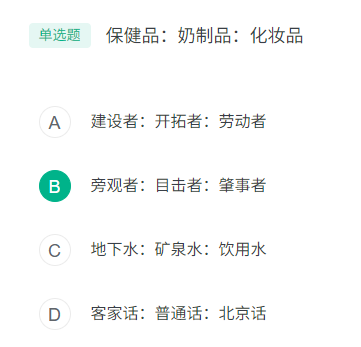 单选题 保健品：奶制品：化妆品
A 建设者：开拓者：劳动者
B 旁观者：目击者：肇事者
C 地下水：矿泉水：饮用水
D 客家话：普通话：北京话